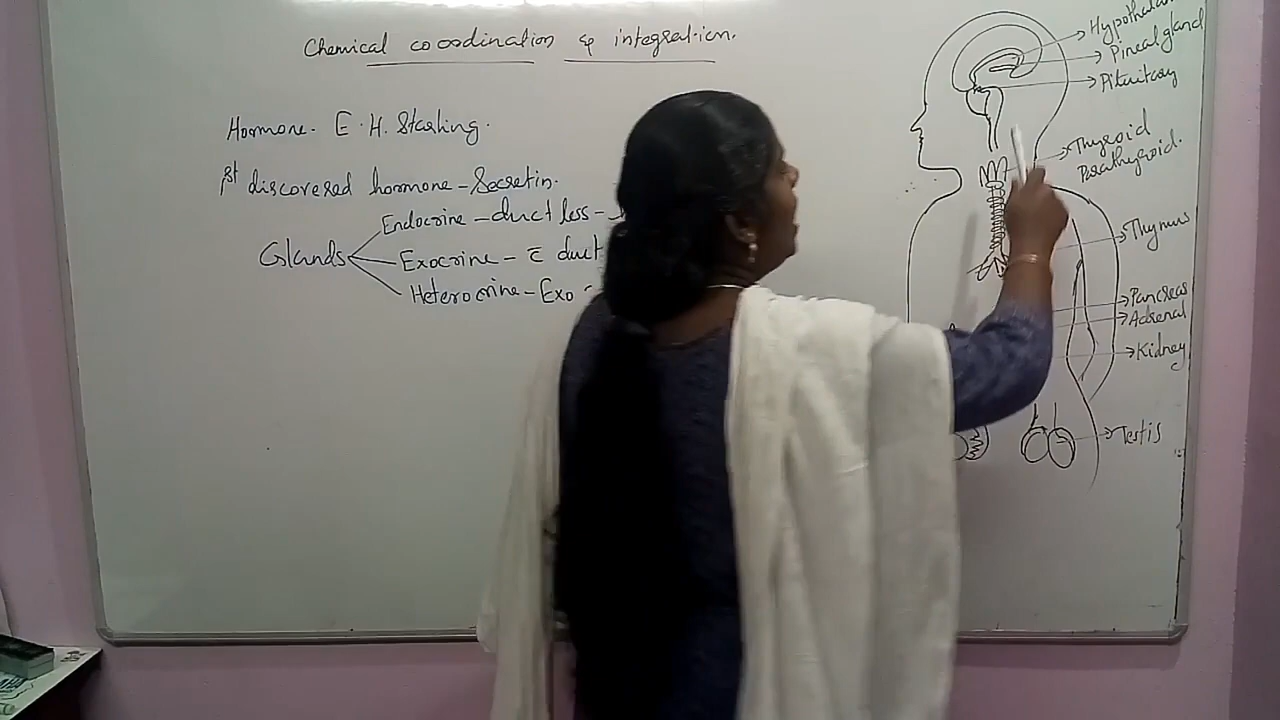 Chemical coordination & integration.
Hormone. E. H. Starling.
1st discovered hormone - Secretin.
Glands
Endocrine - duct less -
Exocrine - c̄ duct
Heterocrine - Exo
Pineal gland
Pituitary
Thyroid
Parathyroid.
Thymus
Pancreas
Adrenal
Kidney
Testis